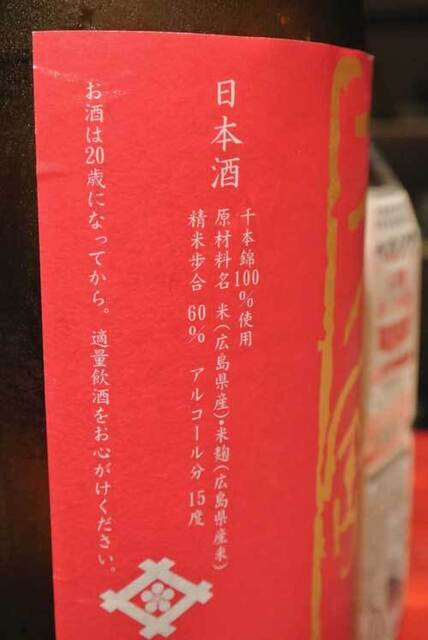 日本酒
千本錦100%使用
原材料名 米(広島県産)・米麹(広島県産米)
精米歩合 60% アルコール分 15度
お酒は20歳になってから。 適量飲酒をお心がけください。